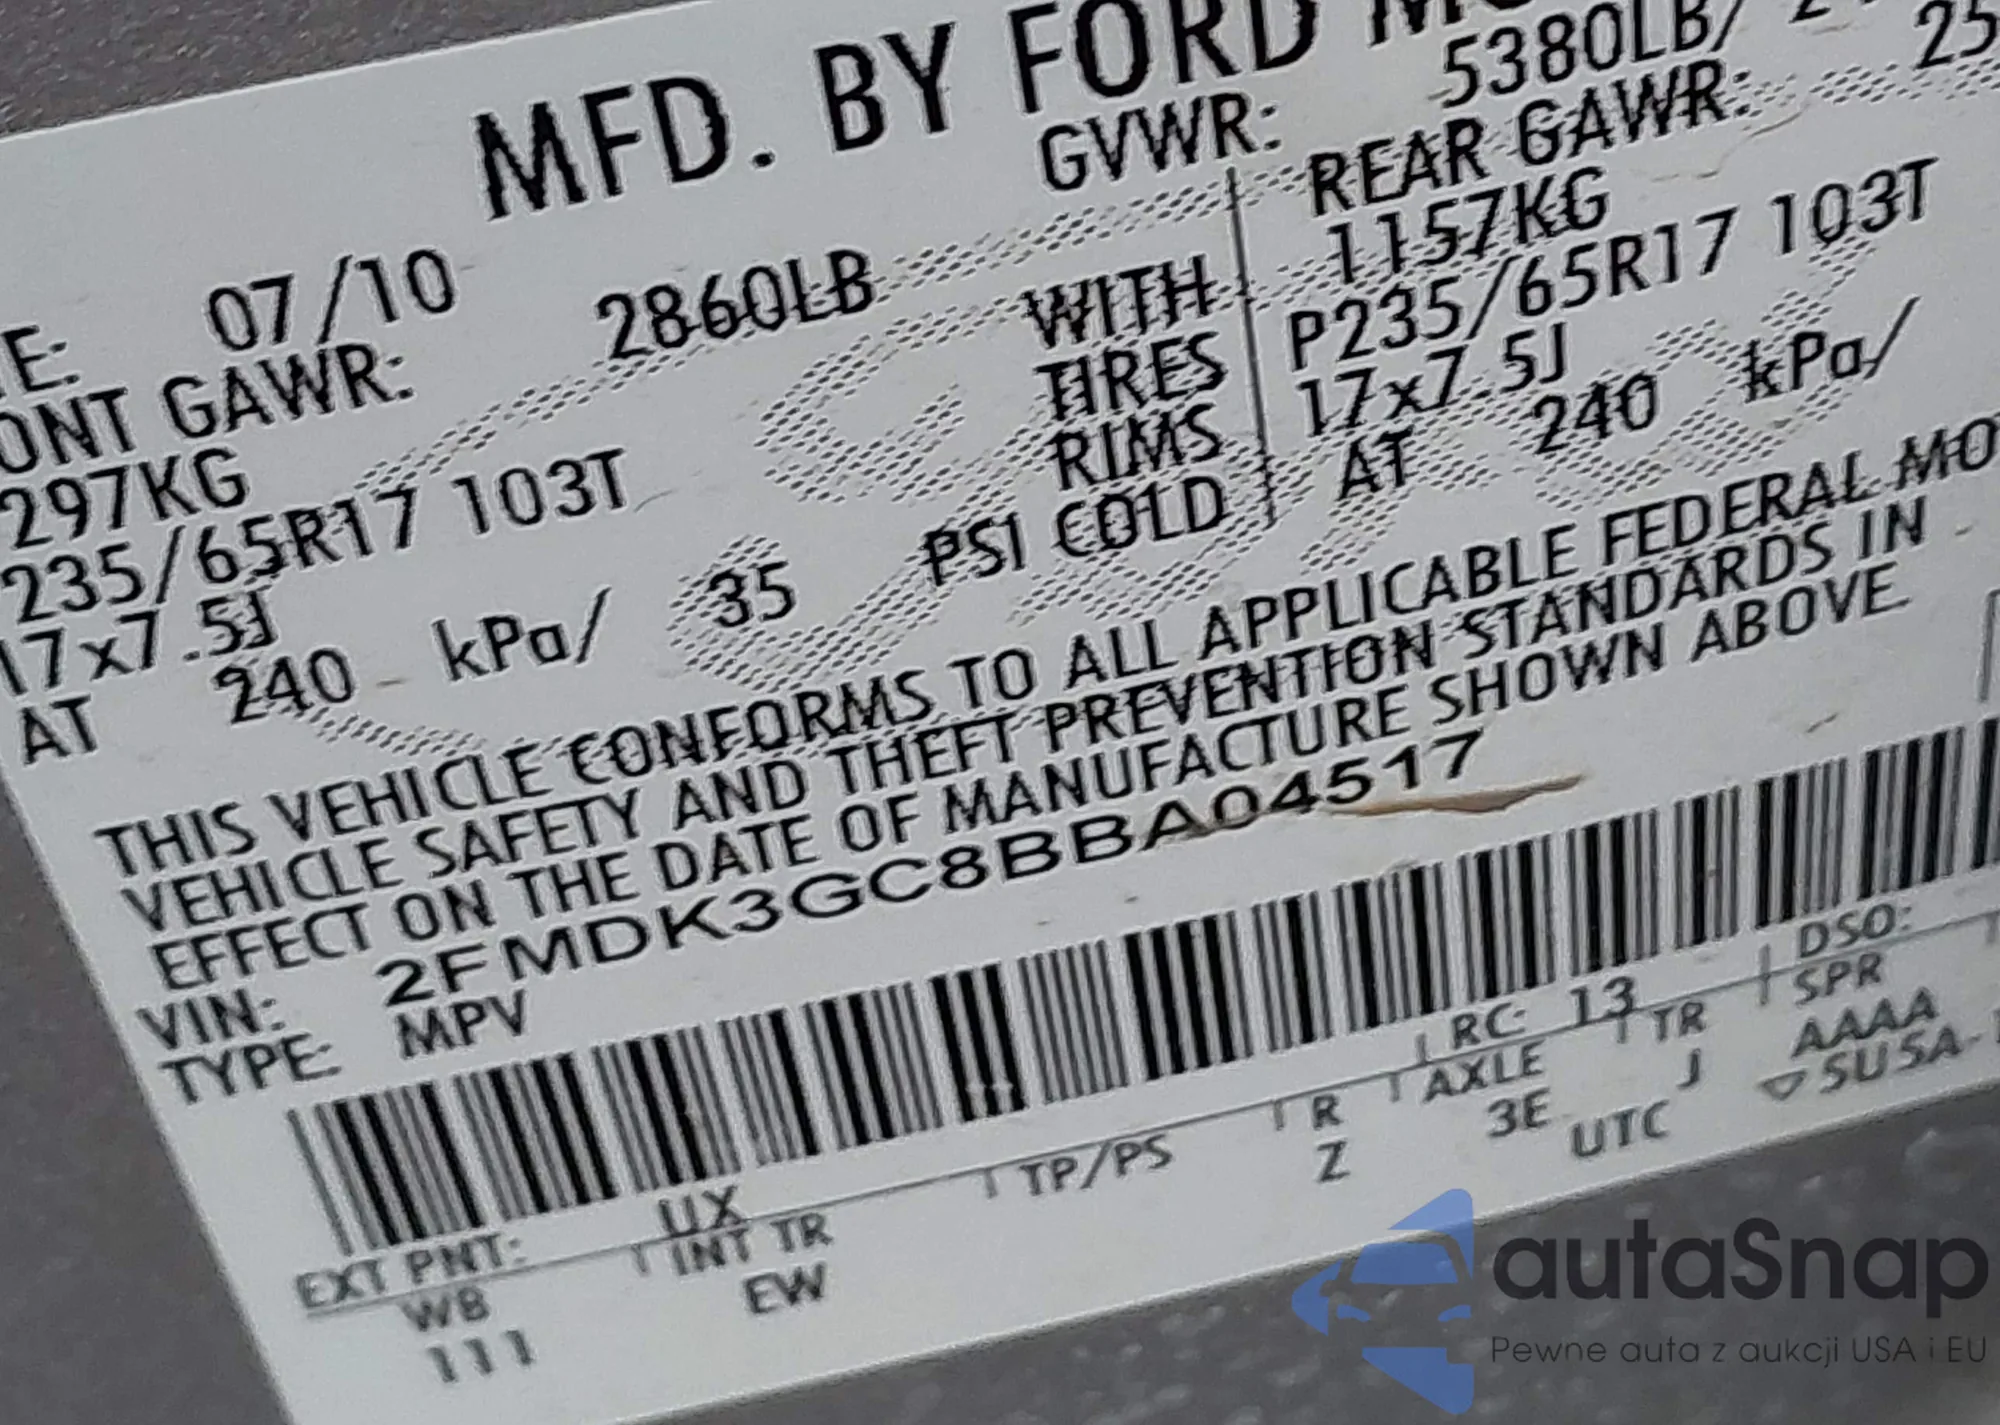 MFD. BY FORD
GVWR: 5380LB/
E: 07/10
ONT GAWR: 2860LB WITH REAR GAWR: 25
297KG TIRES 1157KG
235/65R17 103T RIMS P235/65R17 103T
17x7.5J 17x7.5J
AT 240 kPa/ 35 PSI COLD AT 240 kPa/
THIS VEHICLE CONFORMS TO ALL APPLICABLE FEDERAL MO
VEHICLE SAFETY AND THEFT PREVENTION STANDARDS IN
EFFECT ON THE DATE OF MANUFACTURE SHOWN ABOVE.
VIN: 2FMDK3GC8BBA04517
TYPE: MPV
EXT PNT: UX RC: 13 DSO:
WB INT TR TP/PS R AXLE TR SPR
111 EW Z 3E J AAAA
UTC ▽SUSA-
autaSnap
Pewne auta z aukcji USA i EU